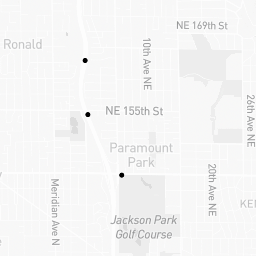 NE 169th St
Ronald
10th Ave NE
26th Ave NE
NE 155th St
Paramount
Park
Meridian Ave N
20th Ave NE
KE
Jackson Park
Golf Course